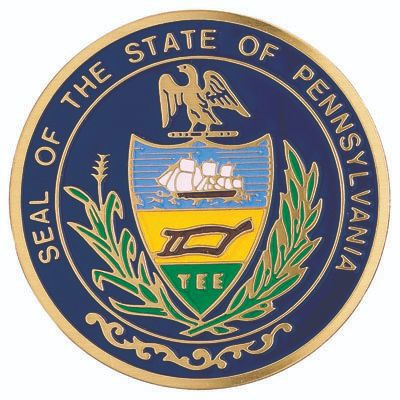 SEAL OF THE STATE OF PENNSYLVANIA
TEE